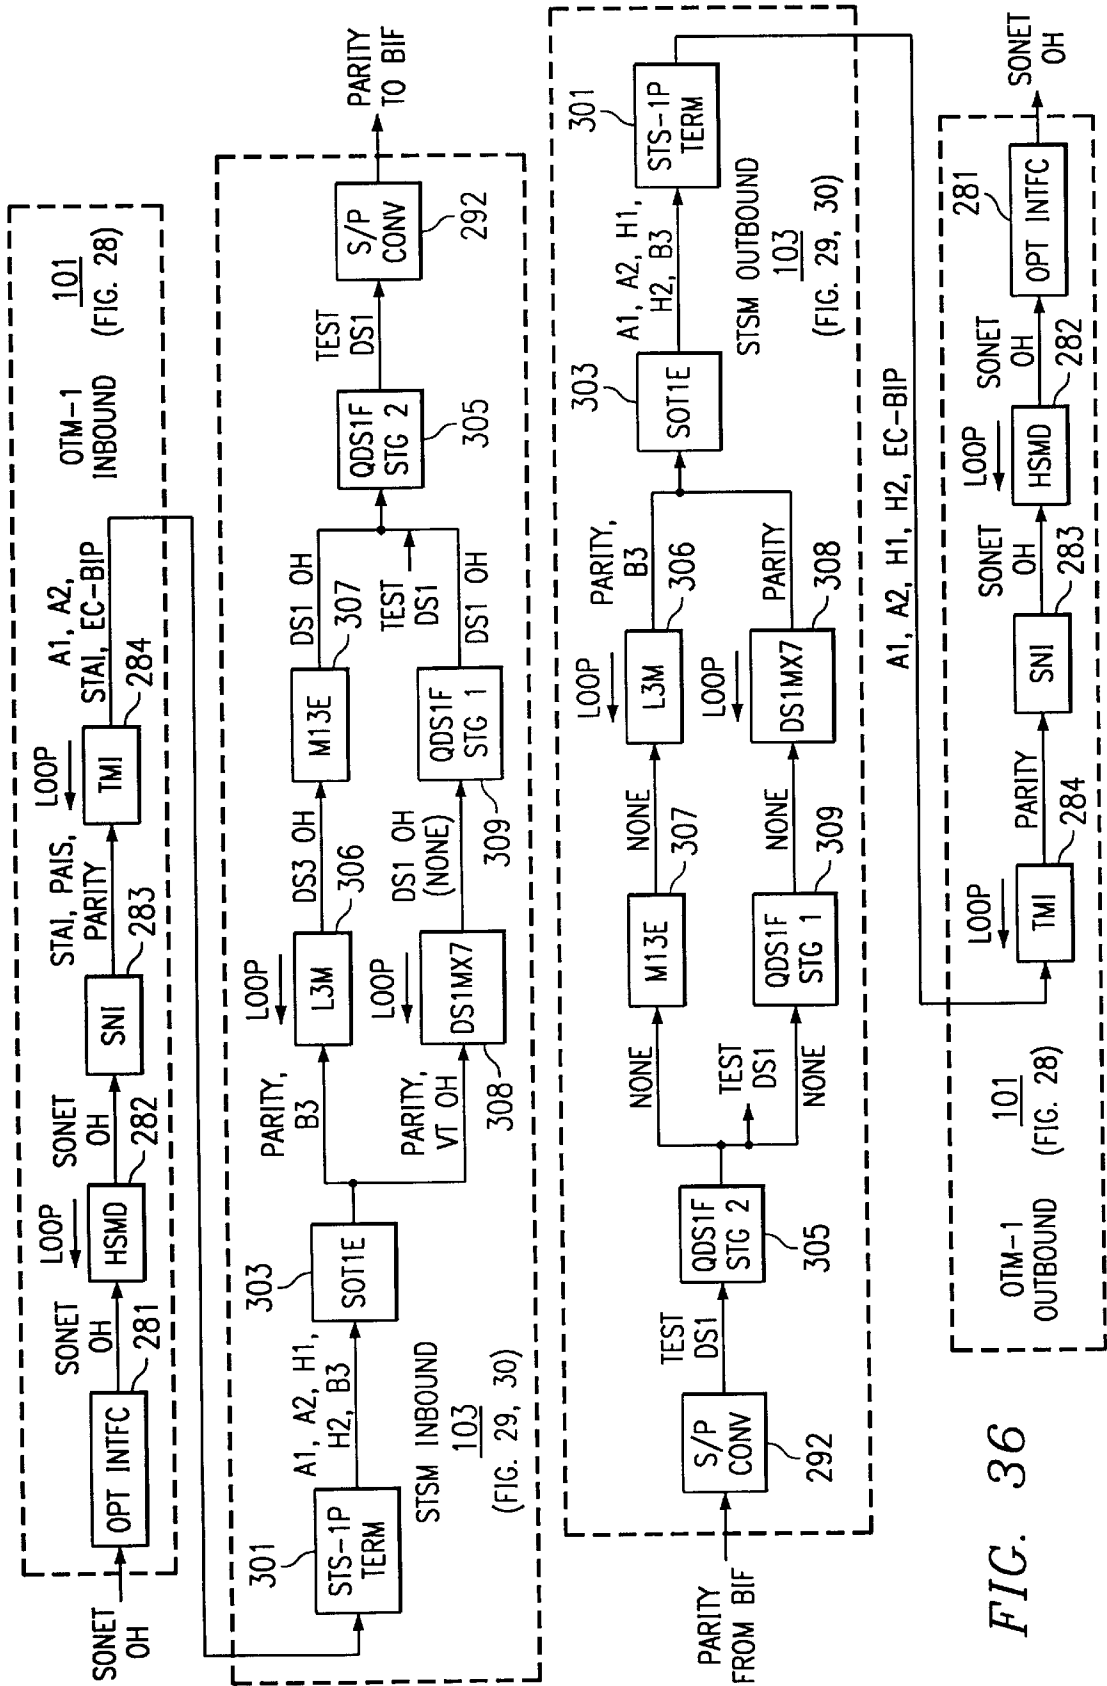 SONET
OH
OPT INTFC
281
SONET
OH
LOOP
HSMD
282
SONET
OH
SNI
283
STAI, PAIS,
PARITY
LOOP
TMI
284
A1, A2,
STAI, EC-BIP
OTM-1
INBOUND
101
(FIG. 28)
301
STS-1P
TERM
A1, A2, H1,
H2, B3
303
SOT1E
PARITY,
B3
LOOP
L3M
306
DS3 OH
M13E
307
DS1 OH
PARITY,
VT OH
LOOP
DS1MX7
308
DS1 OH
(NONE)
QDS1F
STG 1
309
DS1 OH
TEST
DS1
QDS1F
STG 2
305
TEST
DS1
S/P
CONV
292
PARITY
TO BIF
STSM INBOUND
103
(FIG. 29, 30)
PARITY
FROM BIF
S/P
CONV
292
TEST
DS1
QDS1F
STG 2
305
NONE
TEST
DS1
NONE
M13E
307
NONE
LOOP
L3M
306
PARITY,
B3
QDS1F
STG 1
309
NONE
LOOP
DS1MX7
308
PARITY
303
SOT1E
A1, A2, H1,
H2, B3
301
STS-1P
TERM
STSM OUTBOUND
103
(FIG. 29, 30)
A1, A2, H1, H2, EC-BIP
OTM-1
OUTBOUND
101
(FIG. 28)
LOOP
TMI
284
PARITY
SNI
283
SONET
OH
LOOP
HSMD
282
SONET
OH
OPT INTFC
281
SONET
OH
FIG. 36